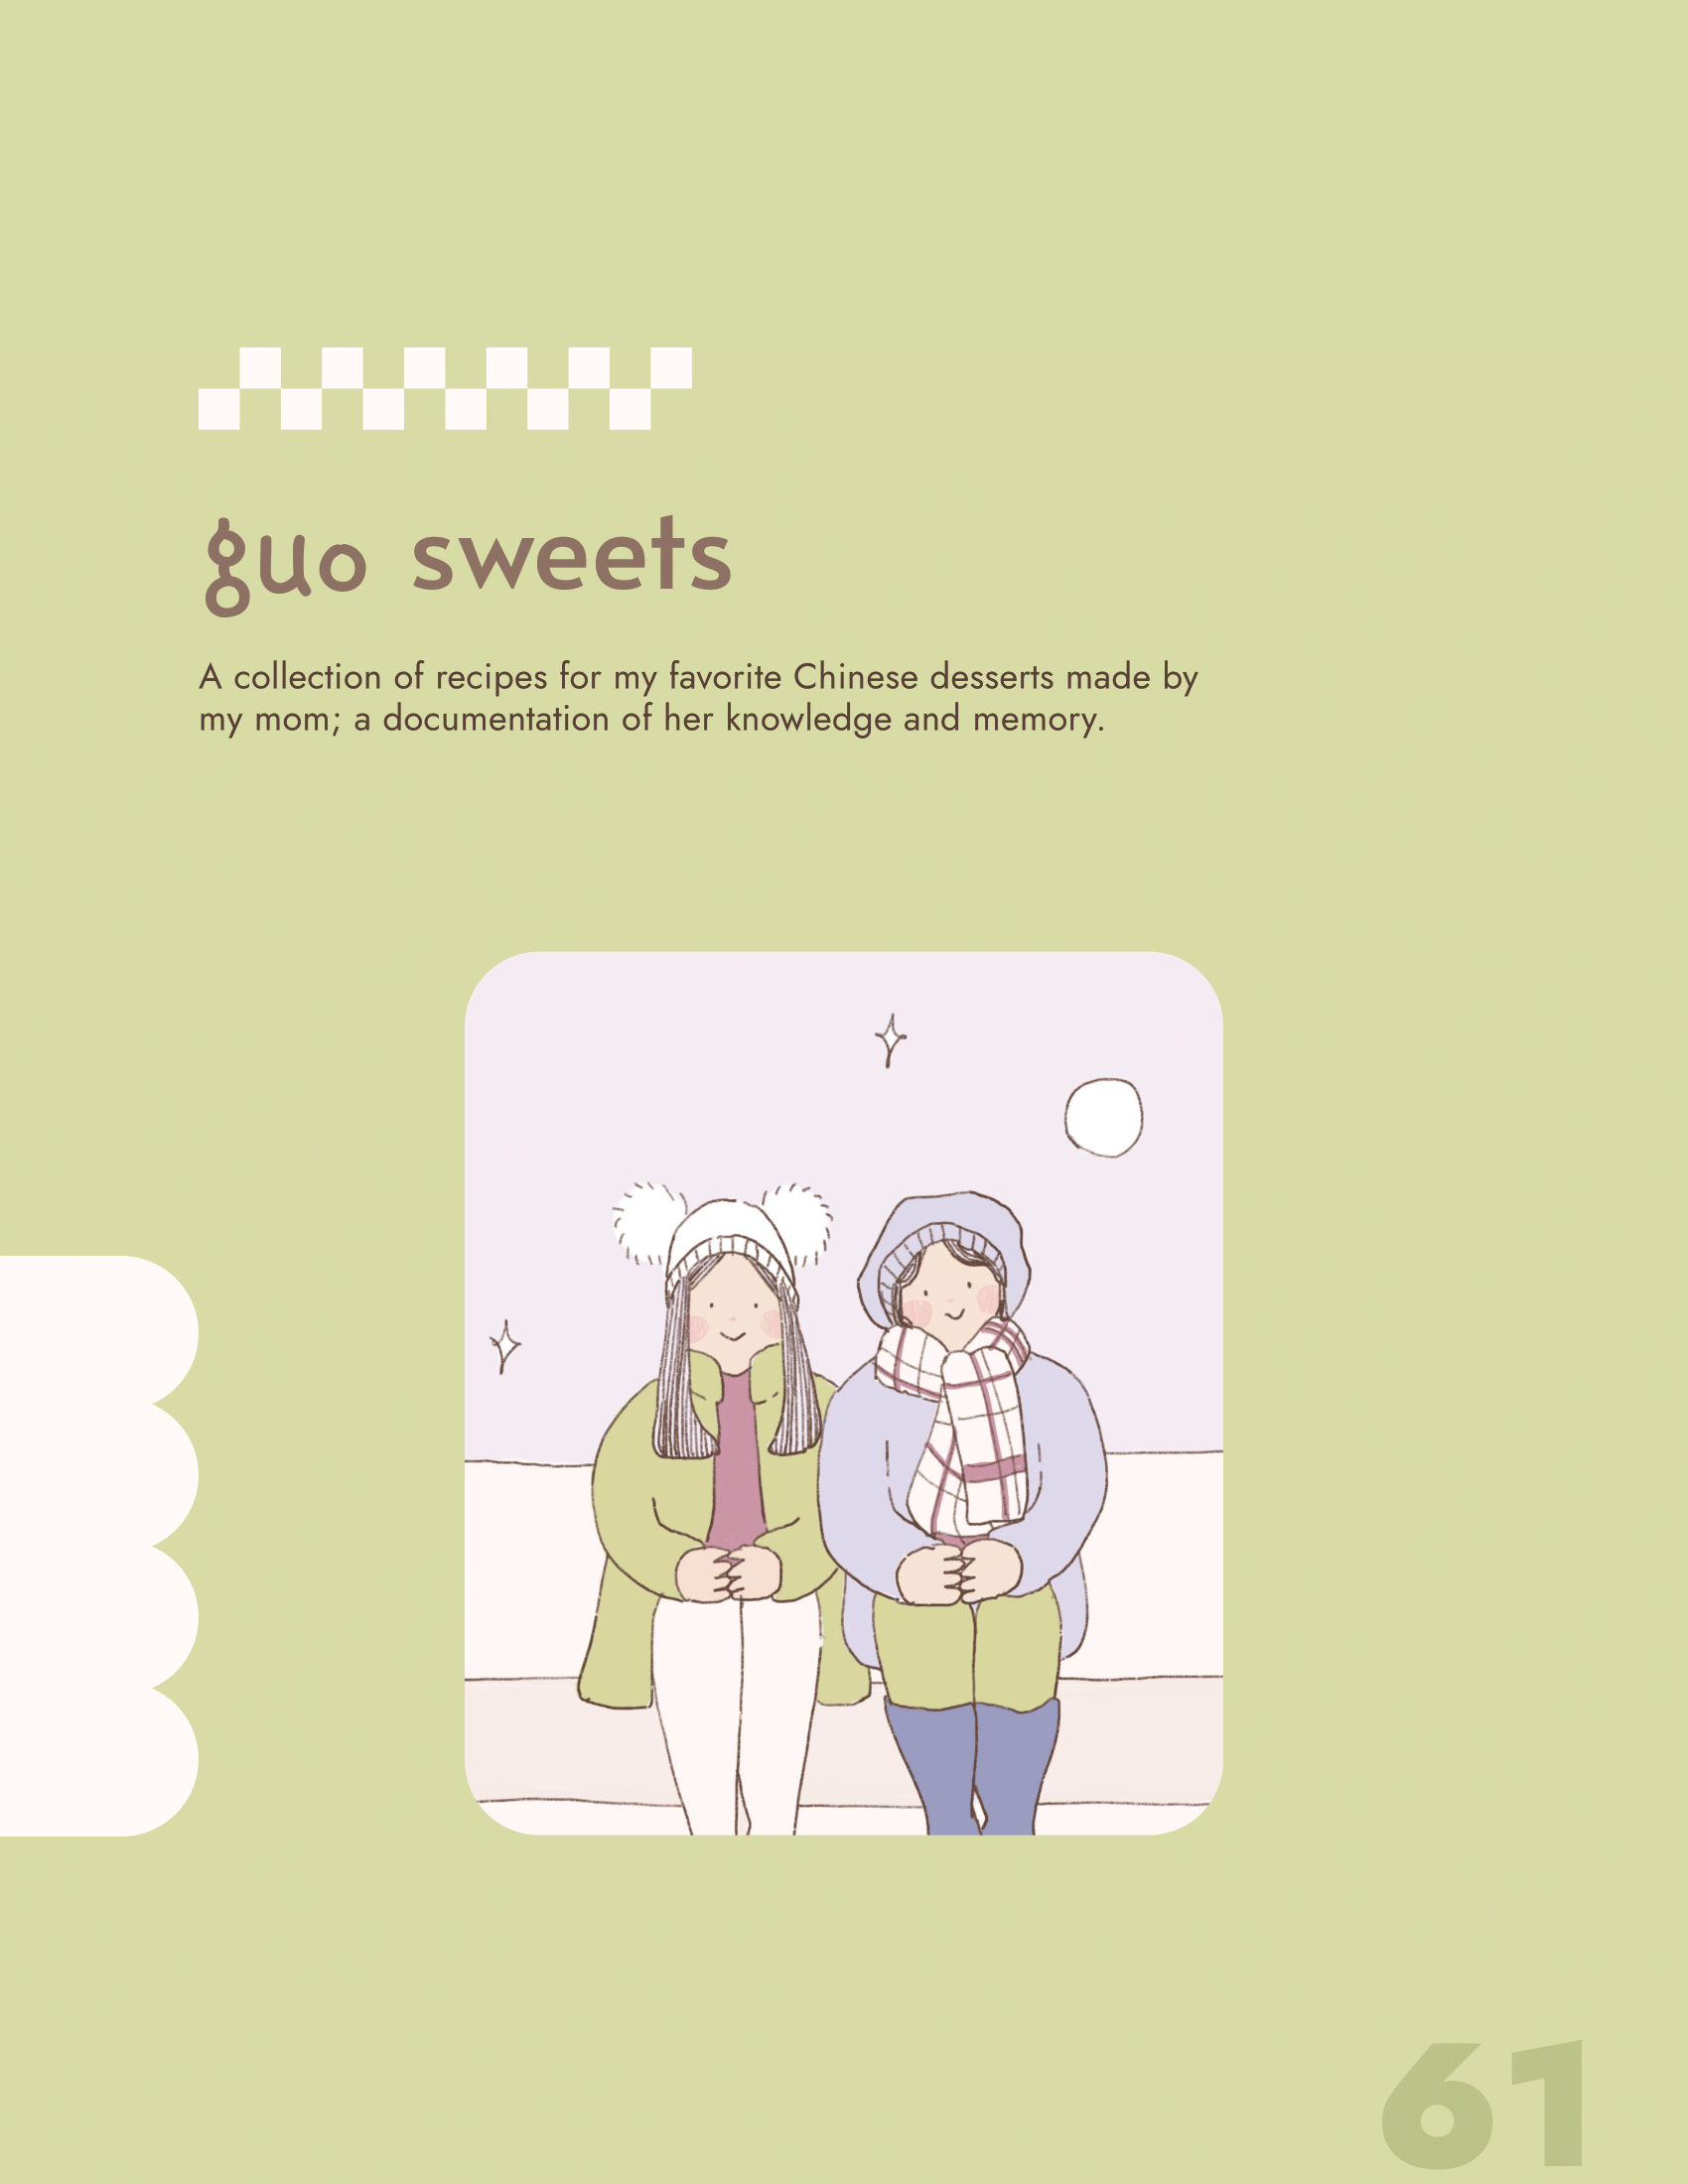 guo sweets
A collection of recipes for my favorite Chinese desserts made by
my mom; a documentation of her knowledge and memory.
61